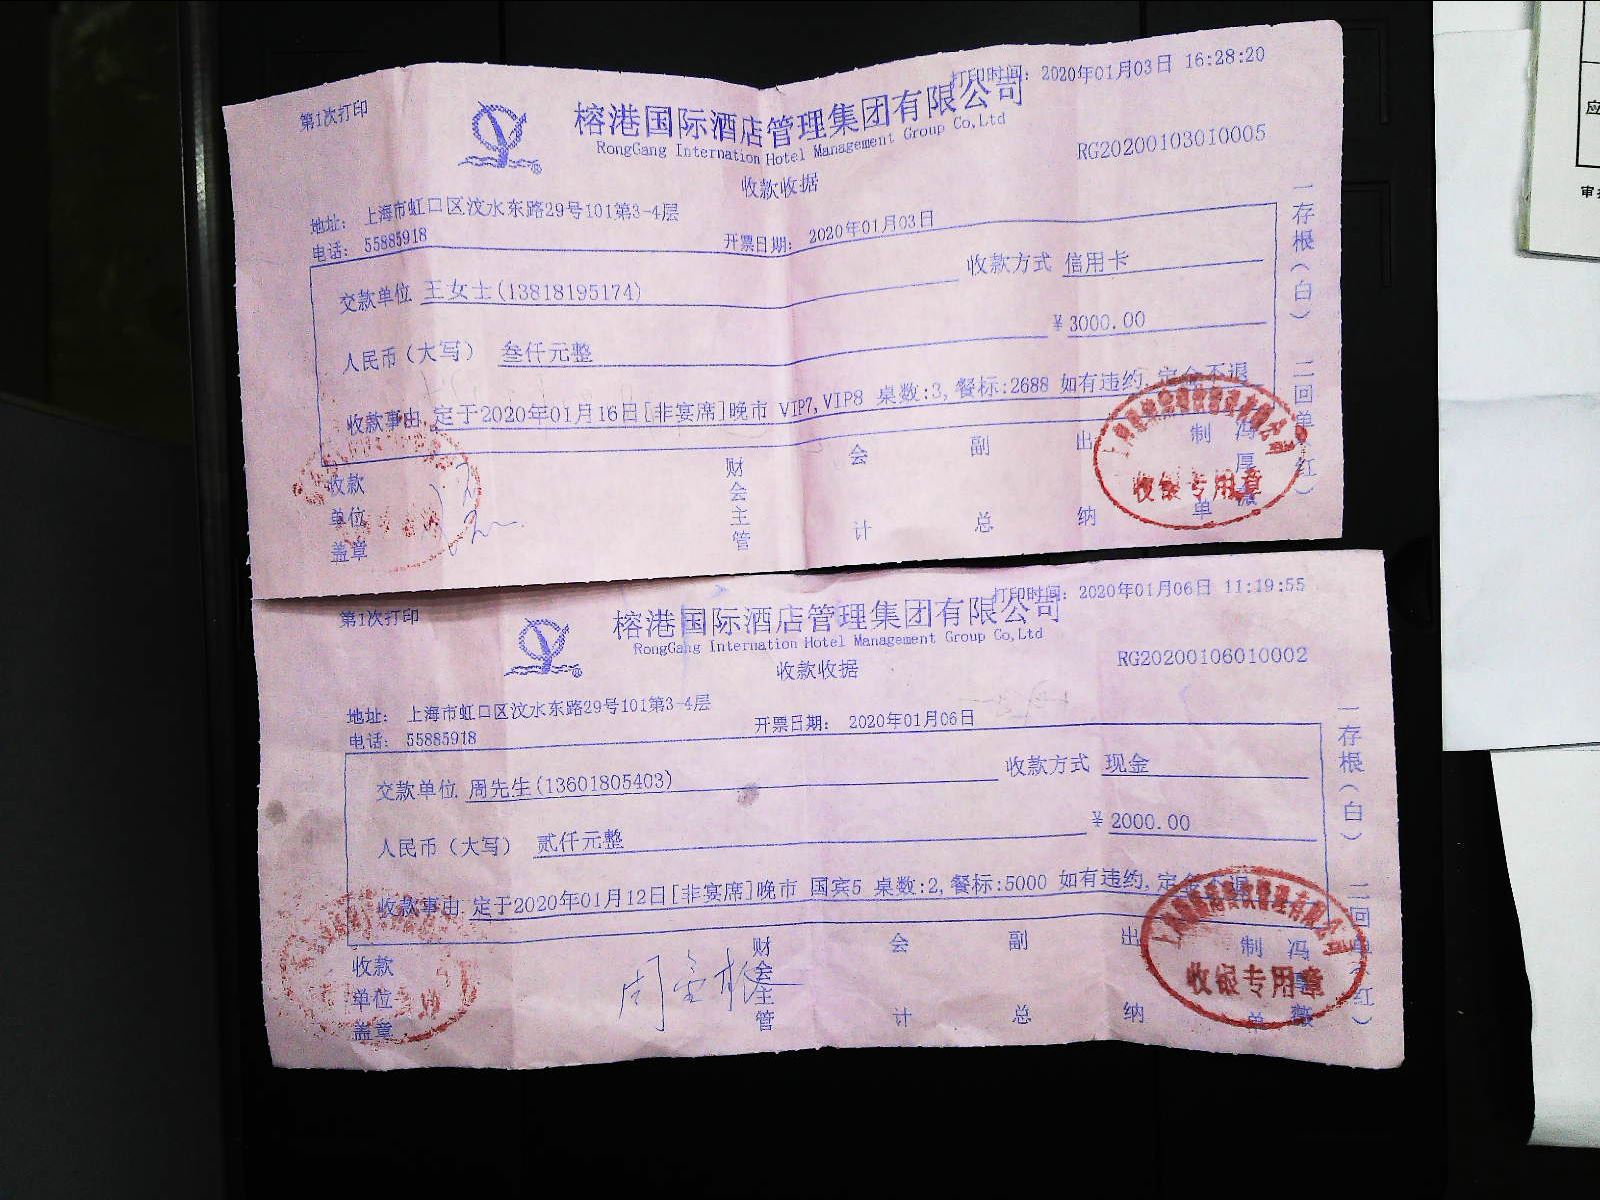 第1次打印
打印时间: 2020年01月03日 16:28:20
榕港国际酒店管理集团有限公司
RongGang Internation Hotel Management Group Co,Ltd
RG20200103010005
收款收据
地址: 上海市虹口区汶水东路29号101第3-4层
电话: 55885918
开票日期: 2020年01月03日
交款单位 王女士(13818195174) 收款方式 信用卡
人民币(大写) 叁仟元整 ¥3000.00
收款事由 定于2020年01月16日[非宴席]晚市 VIP7,VIP8 桌数:3,餐标:2688 如有违约,定金不退
收款单位盖章 财会主管 会计 副总 出纳 制单 冯厚薇
收银专用章
一存根(白) 二回单(红)
第1次打印
打印时间: 2020年01月06日 11:19:55
榕港国际酒店管理集团有限公司
RongGang Internation Hotel Management Group Co,Ltd
RG20200106010002
收款收据
地址: 上海市虹口区汶水东路29号101第3-4层
电话: 55885918
开票日期: 2020年01月06日
交款单位 周先生(13601805403) 收款方式 现金
人民币(大写) 贰仟元整 ¥2000.00
收款事由 定于2020年01月12日[非宴席]晚市 国宾5 桌数:2,餐标:5000 如有违约,定金不退
收款单位盖章 财会主管 会计 副总 出纳 制单 冯厚薇
收银专用章
一存根(白) 二回单(红)
应
审